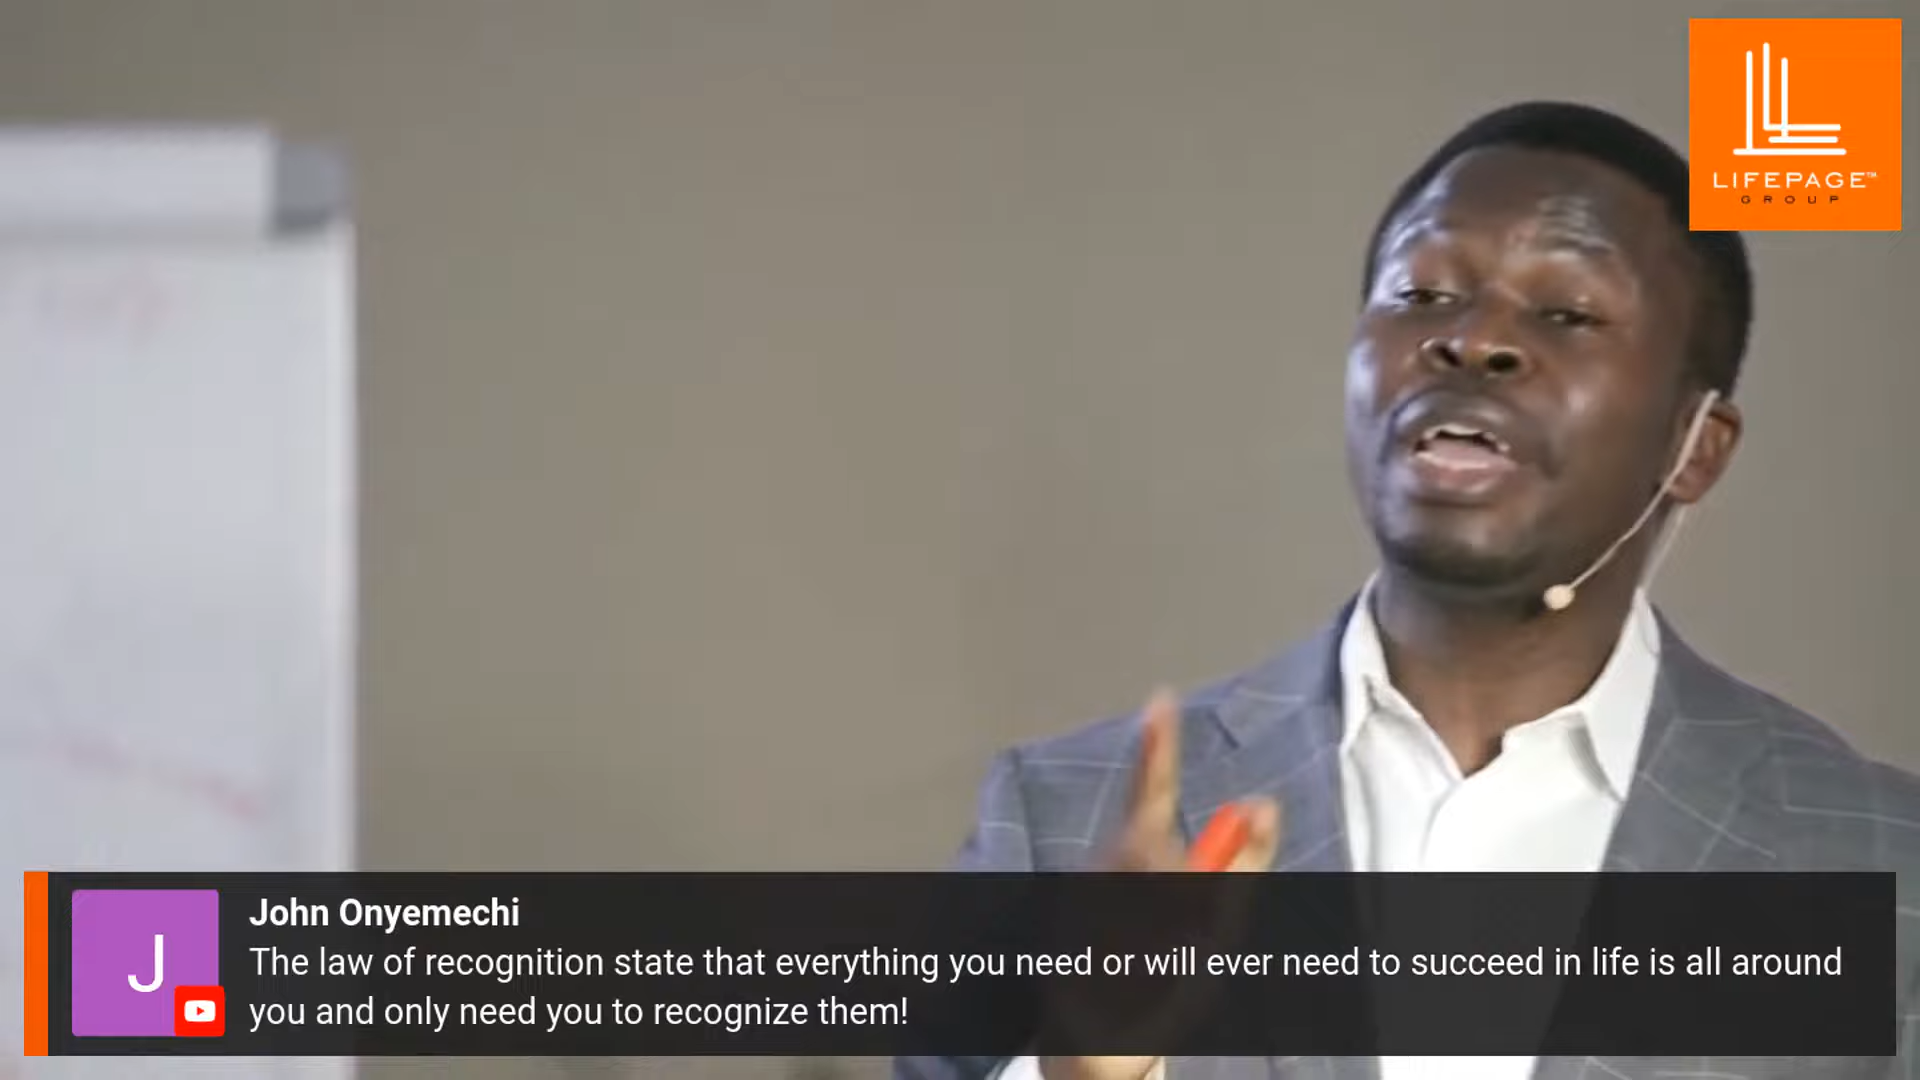 LIFEPAGE™
GROUP
John Onyemechi
J
The law of recognition state that everything you need or will ever need to succeed in life is all around
you and only need you to recognize them!